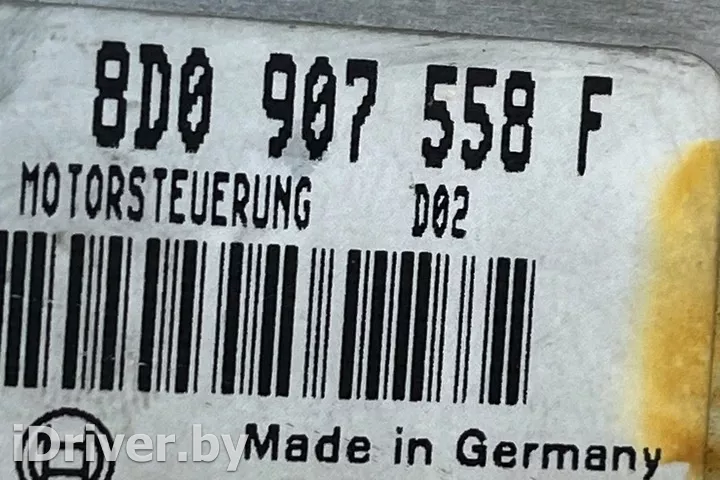 8D0 907 558 F
MOTORSTEUERUNG D02
Made in Germany
iDriver.by